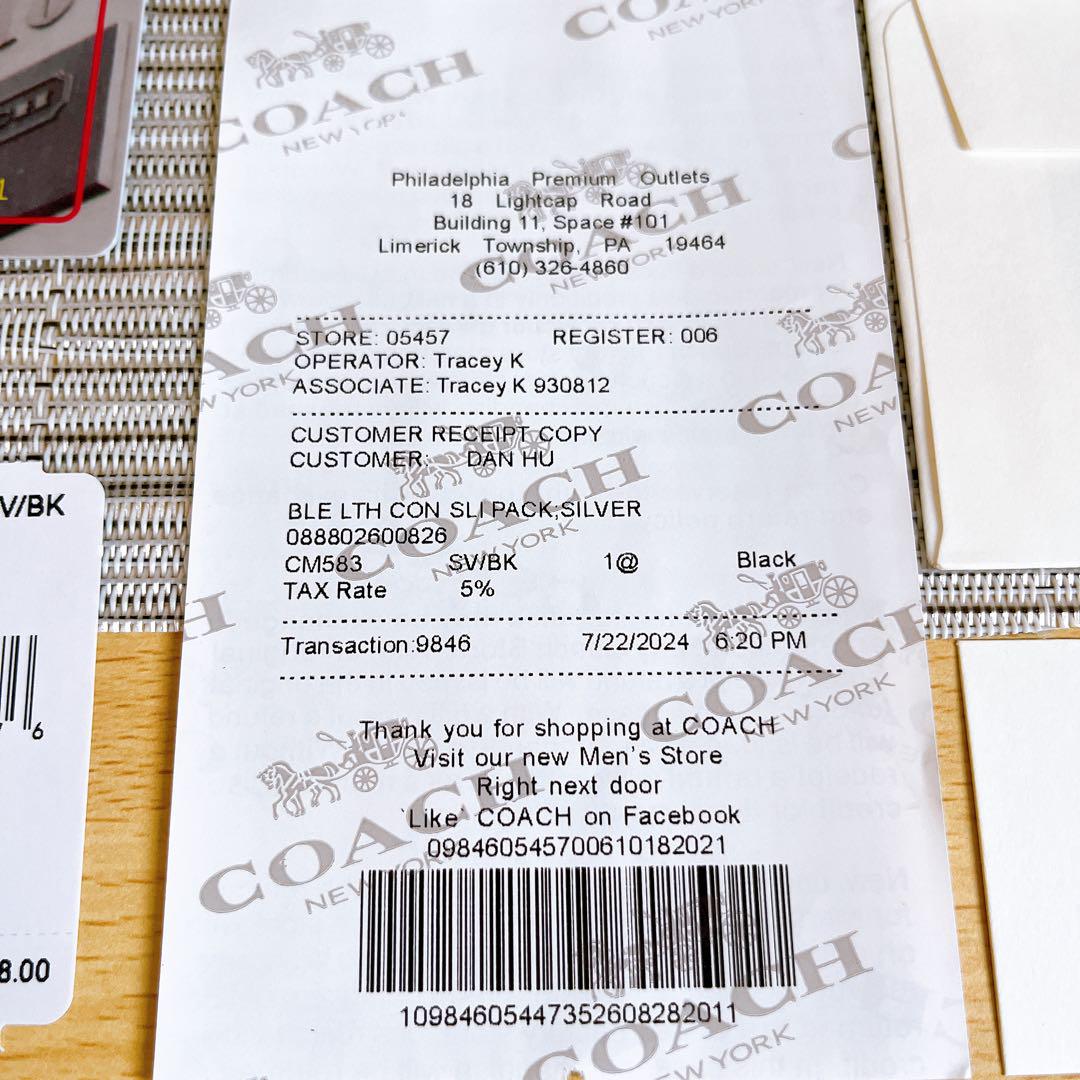 COACH
NEW YORK
Philadelphia Premium Outlets
18 Lightcap Road
Building 11, Space #101
Limerick Township, PA 19464
(610) 326-4860
STORE: 05457 REGISTER: 006
OPERATOR: Tracey K
ASSOCIATE: Tracey K 930812
CUSTOMER RECEIPT COPY
CUSTOMER: DAN HU
BLE LTH CON SLI PACK;SILVER
088802600826
CM583 SV/BK 1@ Black
TAX Rate 5%
Transaction:9846 7/22/2024 6:20 PM
Thank you for shopping at COACH
Visit our new Men's Store
Right next door
‵Like′ COACH on Facebook
098460545700610182021
10984605447352608282011
V/BK
6
8.00